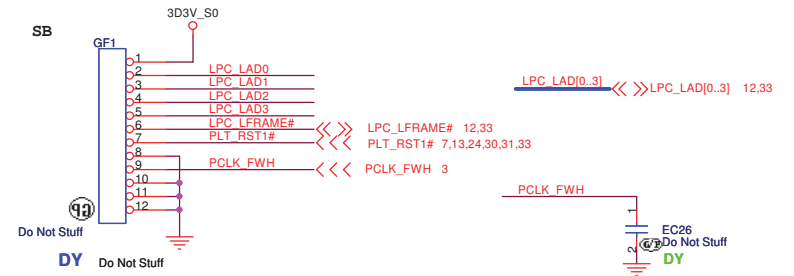 3D3V_S0
SB
GF1
1
2 LPC_LAD0
3 LPC_LAD1
4 LPC_LAD2
5 LPC_LAD3
6 LPC_LFRAME# LPC_LFRAME# 12,33
7 PLT_RST1# PLT_RST1# 7,13,24,30,31,33
8
9 PCLK_FWH PCLK_FWH 3
10
11
12
Do Not Stuff
DY Do Not Stuff
LPC_LAD[0..3] LPC_LAD[0..3] 12,33
PCLK_FWH
1
EC26
2 Do Not Stuff
DY